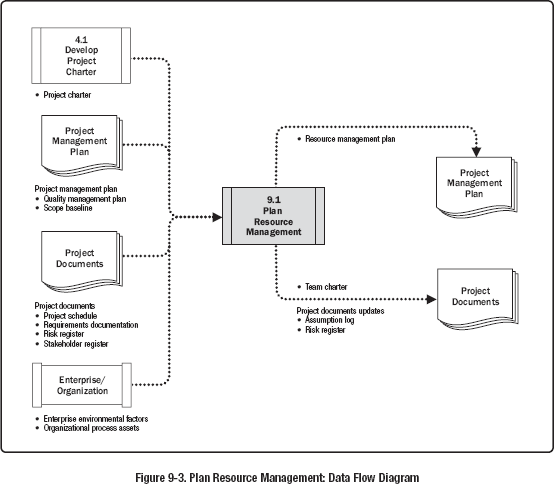 4.1
Develop
Project
Charter
• Project charter
Project
Management
Plan
Project management plan
• Quality management plan
• Scope baseline
Project
Documents
Project documents
• Project schedule
• Requirements documentation
• Risk register
• Stakeholder register
Enterprise/
Organization
• Enterprise environmental factors
• Organizational process assets
9.1
Plan
Resource
Management
• Resource management plan
Project
Management
Plan
• Team charter
Project documents updates
• Assumption log
• Risk register
Project
Documents
Figure 9-3. Plan Resource Management: Data Flow Diagram